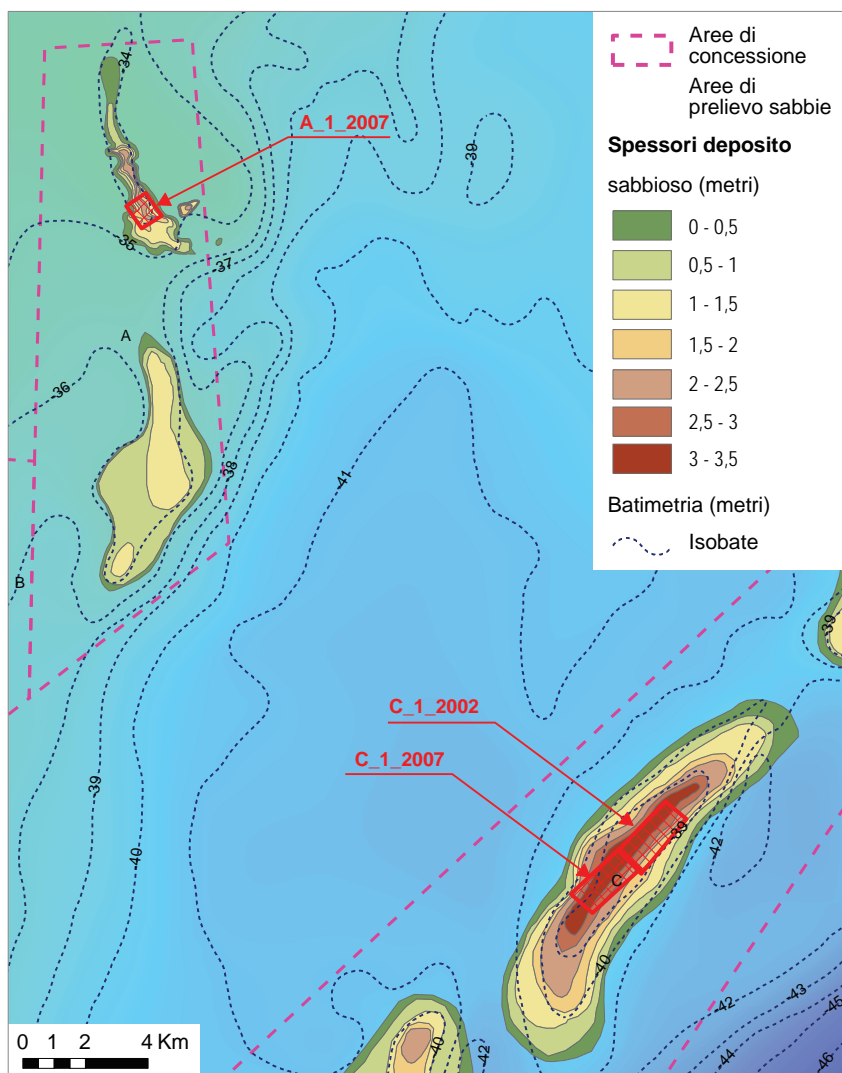 Aree di
concessione
Aree di
prelievo sabbie
Spessori deposito
sabbioso (metri)
0 - 0,5
0,5 - 1
1 - 1,5
1,5 - 2
2 - 2,5
2,5 - 3
3 - 3,5
Batimetria (metri)
Isobate
-34
A_1_2007
-39
-35
-37
A
-36
-38
-41
B
-39
C_1_2002
C_1_2007
-39
-39
-42
-40
C
-40
-42
-43
-45
-44
-46
-40
-42
0 1 2 4 Km